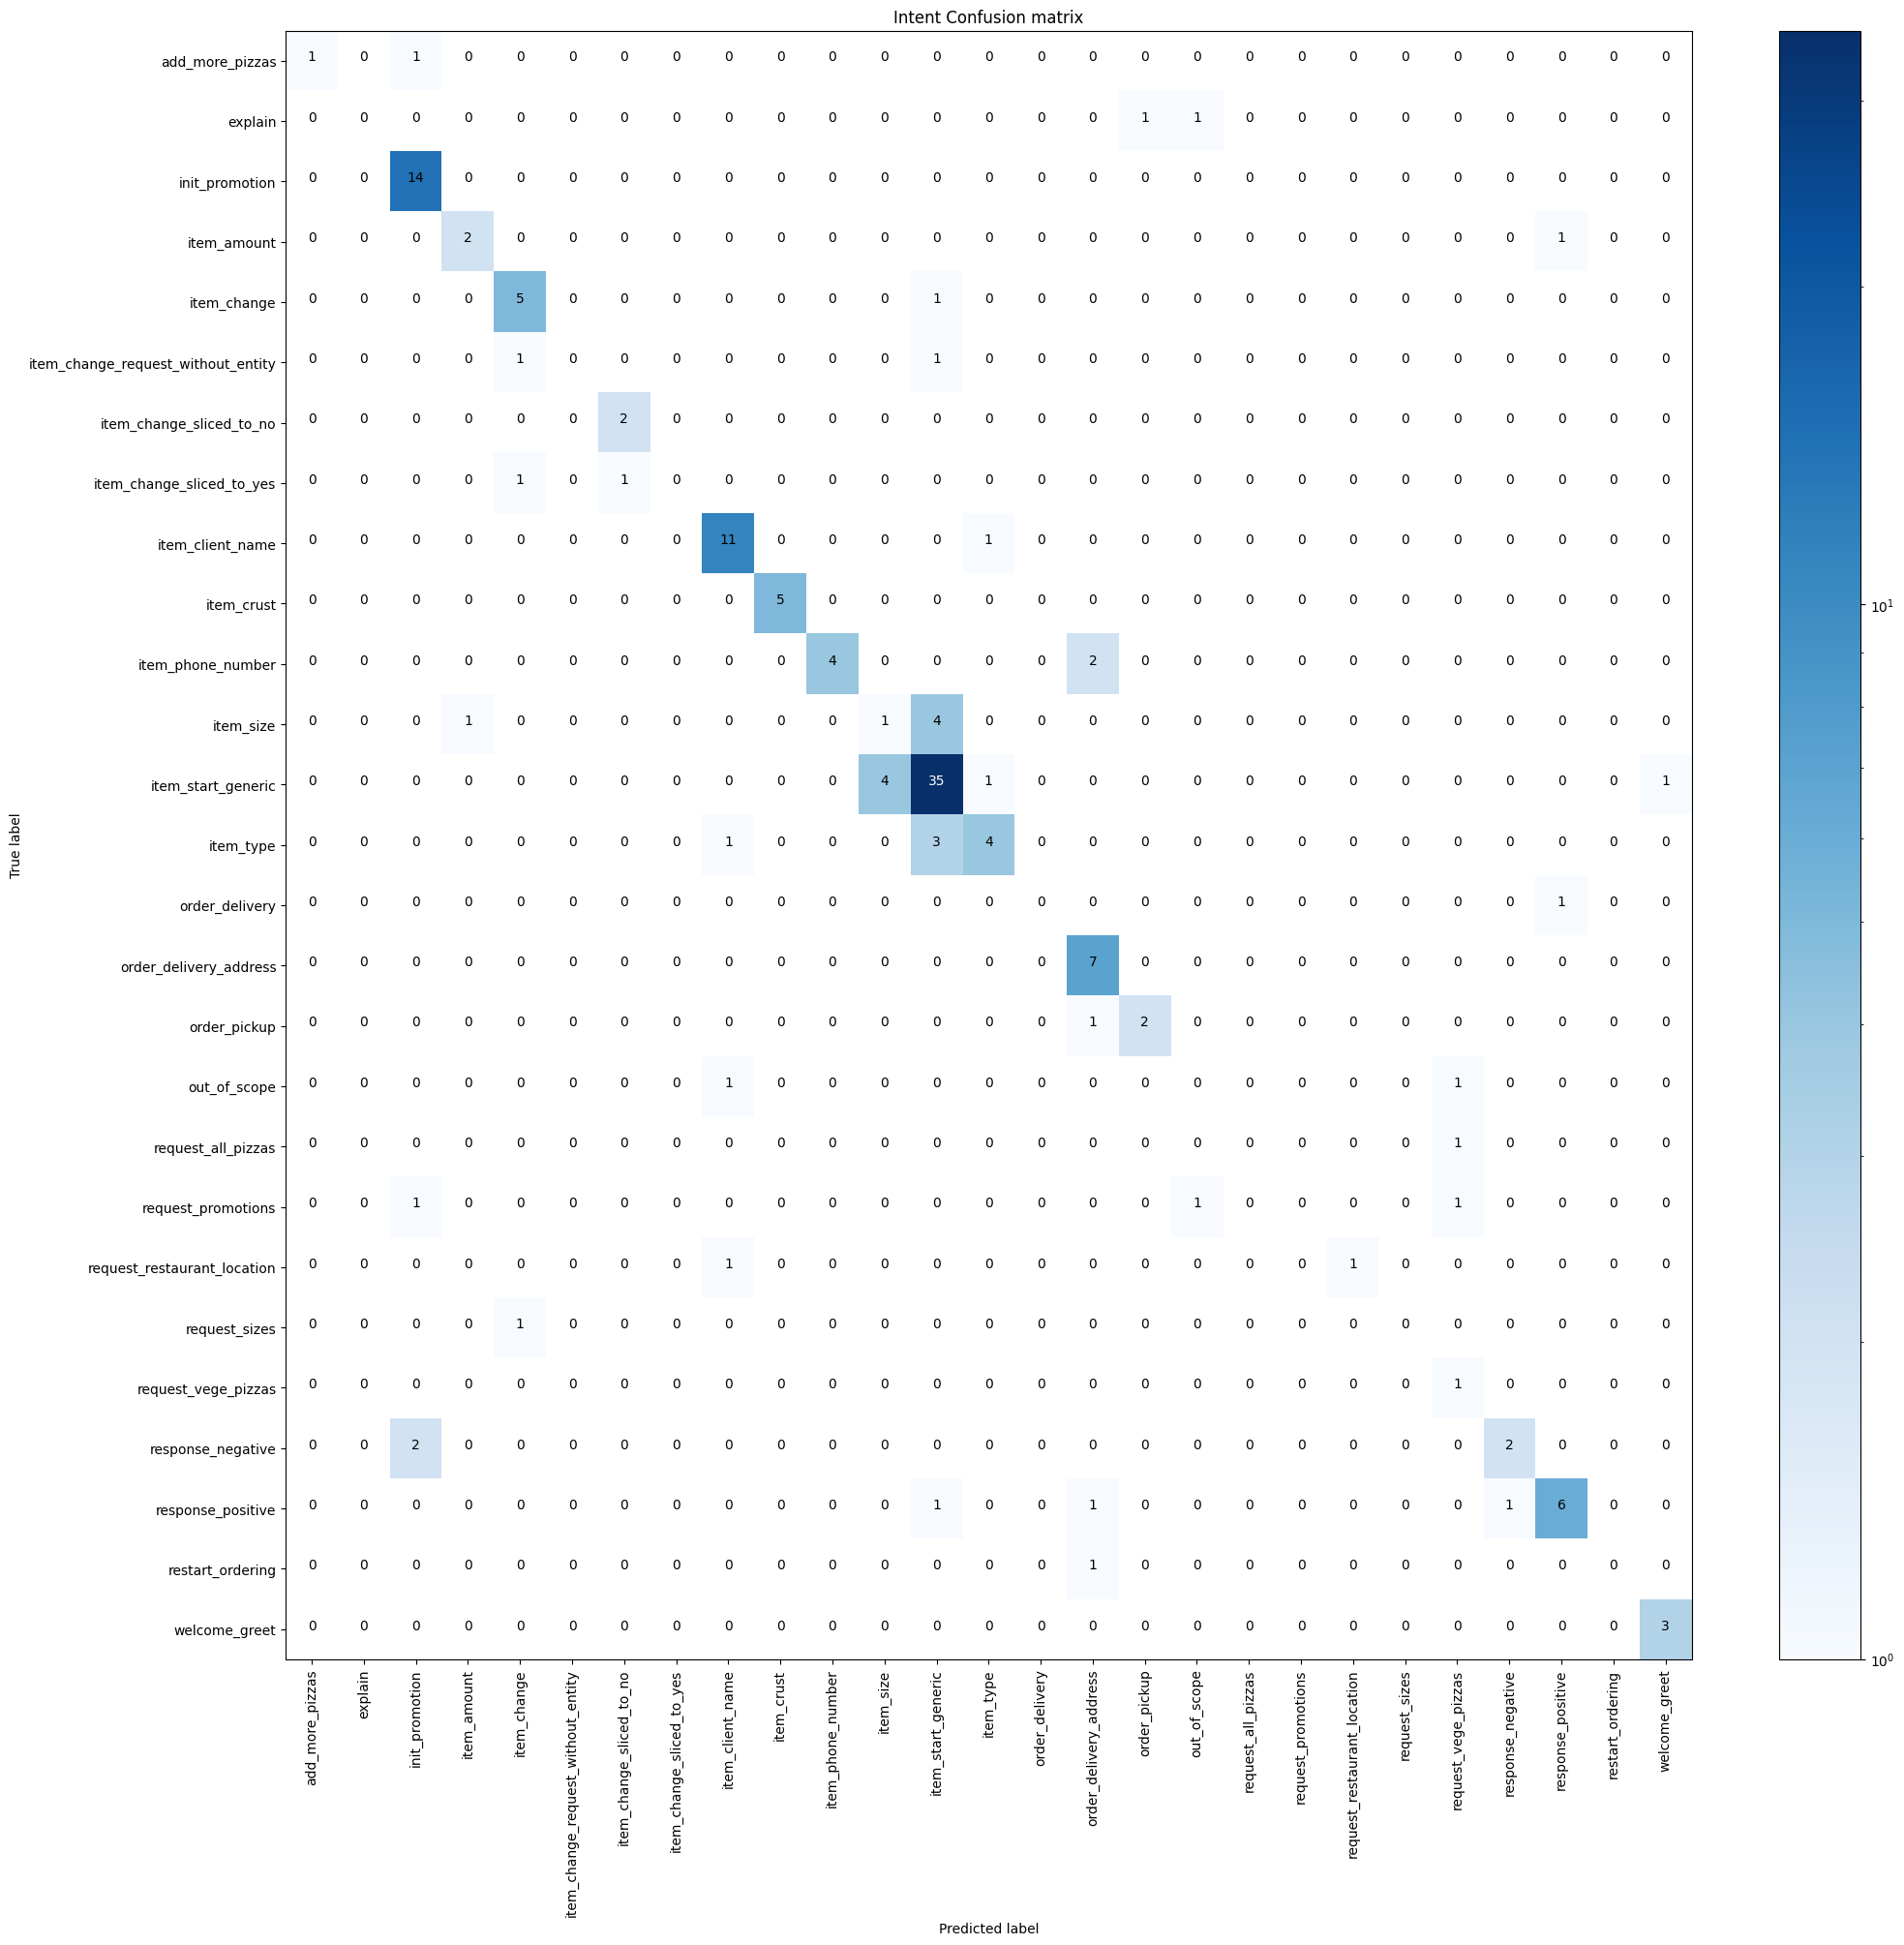 Intent Confusion matrix
add_more_pizzas 1 0 1 0 0 0 0 0 0 0 0 0 0 0 0 0 0 0 0 0 0 0 0 0 0 0 0
explain 0 0 0 0 0 0 0 0 0 0 0 0 0 0 0 0 1 1 0 0 0 0 0 0 0 0 0
init_promotion 0 0 14 0 0 0 0 0 0 0 0 0 0 0 0 0 0 0 0 0 0 0 0 0 0 0 0
item_amount 0 0 0 2 0 0 0 0 0 0 0 0 0 0 0 0 0 0 0 0 0 0 0 0 1 0 0
item_change 0 0 0 0 5 0 0 0 0 0 0 0 1 0 0 0 0 0 0 0 0 0 0 0 0 0 0
item_change_request_without_entity 0 0 0 0 1 0 0 0 0 0 0 0 1 0 0 0 0 0 0 0 0 0 0 0 0 0 0
item_change_sliced_to_no 0 0 0 0 0 0 2 0 0 0 0 0 0 0 0 0 0 0 0 0 0 0 0 0 0 0 0
item_change_sliced_to_yes 0 0 0 0 1 0 1 0 0 0 0 0 0 0 0 0 0 0 0 0 0 0 0 0 0 0 0
item_client_name 0 0 0 0 0 0 0 0 11 0 0 0 0 1 0 0 0 0 0 0 0 0 0 0 0 0 0
item_crust 0 0 0 0 0 0 0 0 0 5 0 0 0 0 0 0 0 0 0 0 0 0 0 0 0 0 0
10¹
item_phone_number 0 0 0 0 0 0 0 0 0 0 4 0 0 0 0 2 0 0 0 0 0 0 0 0 0 0 0
item_size 0 0 0 1 0 0 0 0 0 0 0 1 4 0 0 0 0 0 0 0 0 0 0 0 0 0 0
item_start_generic 0 0 0 0 0 0 0 0 0 0 0 4 35 1 0 0 0 0 0 0 0 0 0 0 0 0 1
True label
item_type 0 0 0 0 0 0 0 0 1 0 0 0 3 4 0 0 0 0 0 0 0 0 0 0 0 0 0
order_delivery 0 0 0 0 0 0 0 0 0 0 0 0 0 0 0 0 0 0 0 0 0 0 0 0 1 0 0
order_delivery_address 0 0 0 0 0 0 0 0 0 0 0 0 0 0 0 7 0 0 0 0 0 0 0 0 0 0 0
order_pickup 0 0 0 0 0 0 0 0 0 0 0 0 0 0 0 1 2 0 0 0 0 0 0 0 0 0 0
out_of_scope 0 0 0 0 0 0 0 0 1 0 0 0 0 0 0 0 0 0 0 0 0 0 1 0 0 0 0
request_all_pizzas 0 0 0 0 0 0 0 0 0 0 0 0 0 0 0 0 0 0 0 0 0 0 1 0 0 0 0
request_promotions 0 0 1 0 0 0 0 0 0 0 0 0 0 0 0 0 0 1 0 0 0 0 1 0 0 0 0
request_restaurant_location 0 0 0 0 0 0 0 0 1 0 0 0 0 0 0 0 0 0 0 0 1 0 0 0 0 0 0
request_sizes 0 0 0 0 1 0 0 0 0 0 0 0 0 0 0 0 0 0 0 0 0 0 0 0 0 0 0
request_vege_pizzas 0 0 0 0 0 0 0 0 0 0 0 0 0 0 0 0 0 0 0 0 0 0 1 0 0 0 0
response_negative 0 0 2 0 0 0 0 0 0 0 0 0 0 0 0 0 0 0 0 0 0 0 0 2 0 0 0
response_positive 0 0 0 0 0 0 0 0 0 0 0 0 1 0 0 1 0 0 0 0 0 0 0 1 6 0 0
restart_ordering 0 0 0 0 0 0 0 0 0 0 0 0 0 0 0 1 0 0 0 0 0 0 0 0 0 0 0
welcome_greet 0 0 0 0 0 0 0 0 0 0 0 0 0 0 0 0 0 0 0 0 0 0 0 0 0 0 3
10⁰
add_more_pizzas
explain
init_promotion
item_amount
item_change
item_change_request_without_entity
item_change_sliced_to_no
item_change_sliced_to_yes
item_client_name
item_crust
item_phone_number
item_size
item_start_generic
item_type
order_delivery
order_delivery_address
order_pickup
out_of_scope
request_all_pizzas
request_promotions
request_restaurant_location
request_sizes
request_vege_pizzas
response_negative
response_positive
restart_ordering
welcome_greet
Predicted label